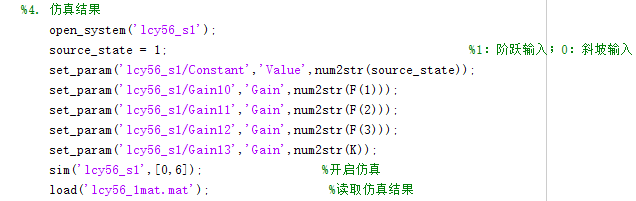 %4. 仿真结果
open_system('lcy56_s1');
source_state = 1; %1：阶跃输入；0：斜坡输入
set_param('lcy56_s1/Constant','Value',num2str(source_state));
set_param('lcy56_s1/Gain10','Gain',num2str(F(1)));
set_param('lcy56_s1/Gain11','Gain',num2str(F(2)));
set_param('lcy56_s1/Gain12','Gain',num2str(F(3)));
set_param('lcy56_s1/Gain13','Gain',num2str(K));
sim('lcy56_s1',[0,6]); %开启仿真
load('lcy56_1mat.mat'); %读取仿真结果